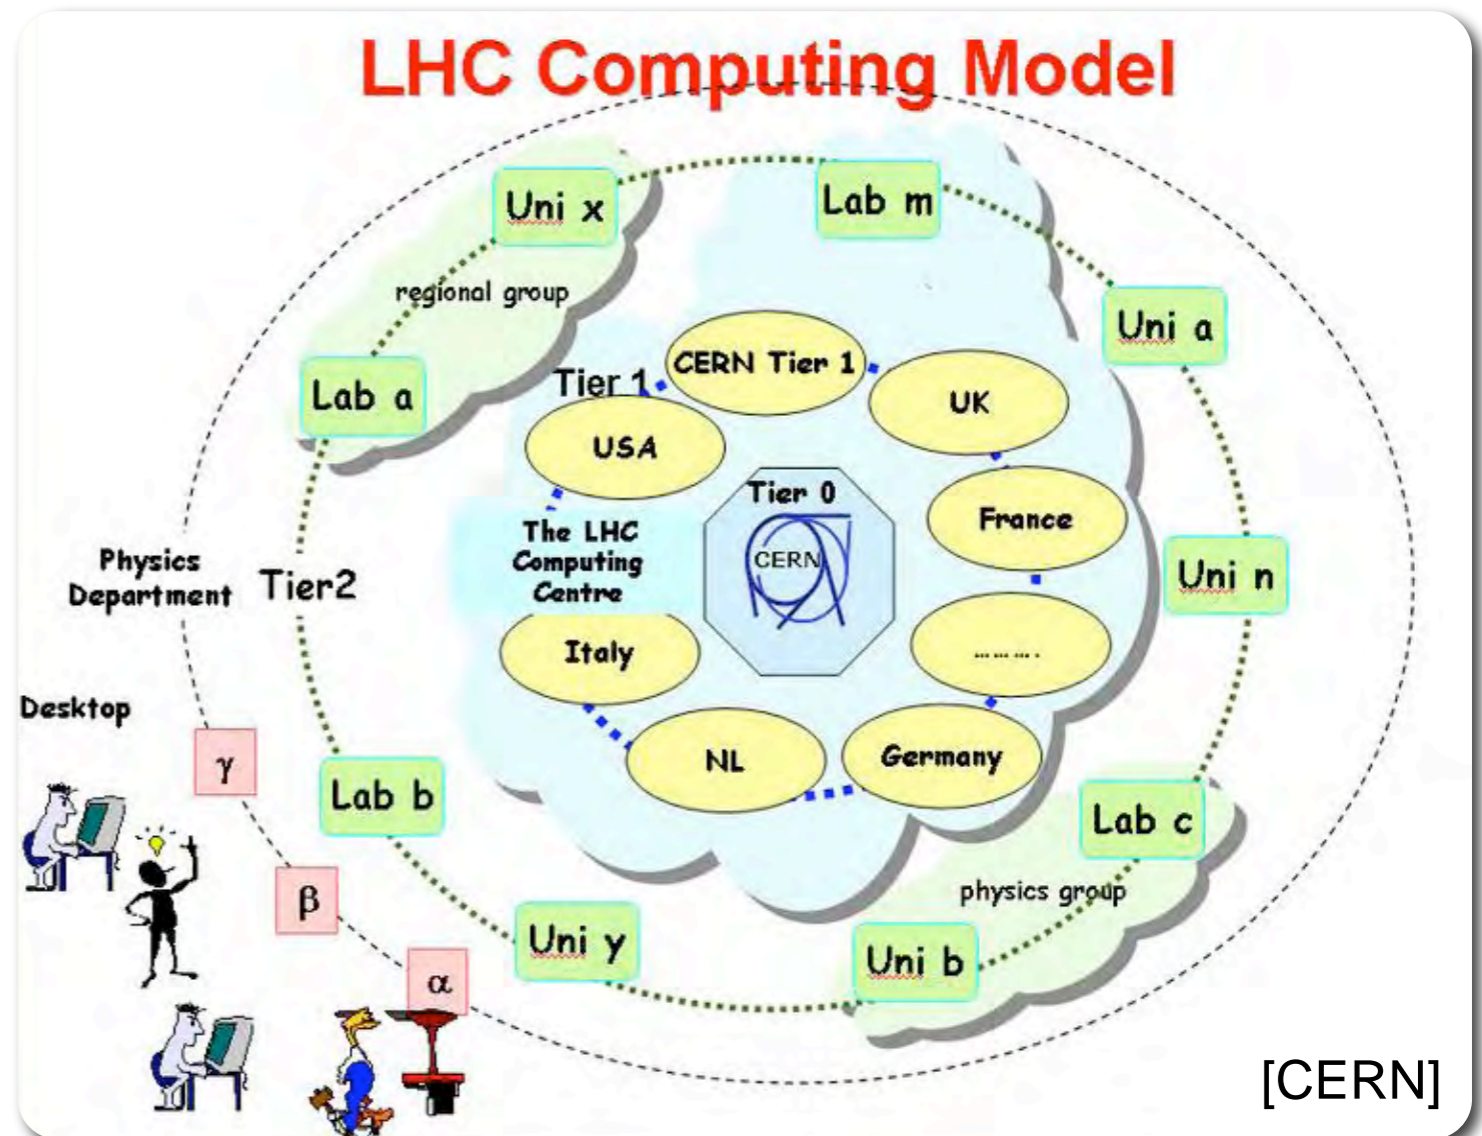 LHC Computing Model
Uni x
Lab m
regional group
Uni a
Lab a
Tier 1
CERN Tier 1
UK
USA
Tier 0
France
The LHC
Computing
Centre
CERN
Physics
Department
Tier2
Uni n
Italy
……….
Desktop
γ
NL
Germany
Lab b
Lab c
β
physics group
Uni y
Uni b
α
[CERN]